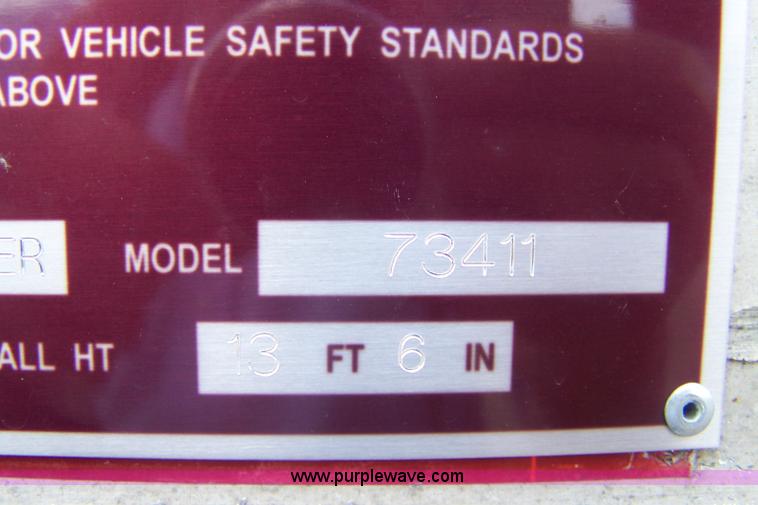 OR VEHICLE SAFETY STANDARDS
ABOVE
ER MODEL 73411
ALL HT 13 FT 6 IN
www.purplewave.com